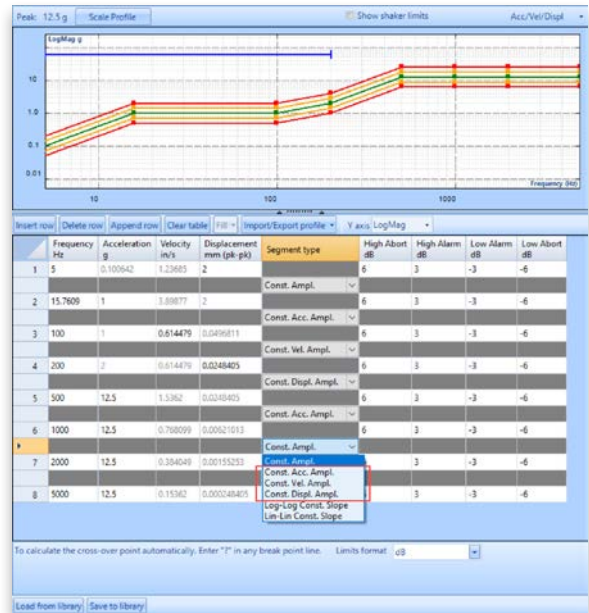 Peak: 12.5 g Scale Profile Show shaker limits Acc/Vel/Displ
LogMag g
10
1.0
0.1
0.01
10 100 1000
Frequency (Hz)
Insert row Delete row Append row Clear table Fill Import/Export profile Y axis LogMag
Frequency Hz Acceleration g Velocity in/s Displacement mm (pk-pk) Segment type High Abort dB High Alarm dB Low Alarm dB Low Abort dB
1 5 0.100642 1.23685 2 6 3 -3 -6
Const. Ampl.
2 15.7609 1 3.89877 2 6 3 -3 -6
Const. Acc. Ampl.
3 100 1 0.614479 0.0496811 6 3 -3 -6
Const. Vel. Ampl.
4 200 2 0.614479 0.0248405 6 3 -3 -6
Const. Displ. Ampl.
5 500 12.5 1.5362 0.0248405 6 3 -3 -6
Const. Acc. Ampl.
6 1000 12.5 0.768099 0.00621013 6 3 -3 -6
Const. Ampl.
7 2000 12.5 0.384049 0.00155253 Const. Ampl. 3 -3 -6
Const. Acc. Ampl.
Const. Vel. Ampl.
8 5000 12.5 0.15362 0.000248405 Const. Displ. Ampl. 3 -3 -6
Log-Log Const. Slope
Lin-Lin Const. Slope
To calculate the cross-over point automatically. Enter "?" in any break point line. Limits format dB
Load from library Save to library